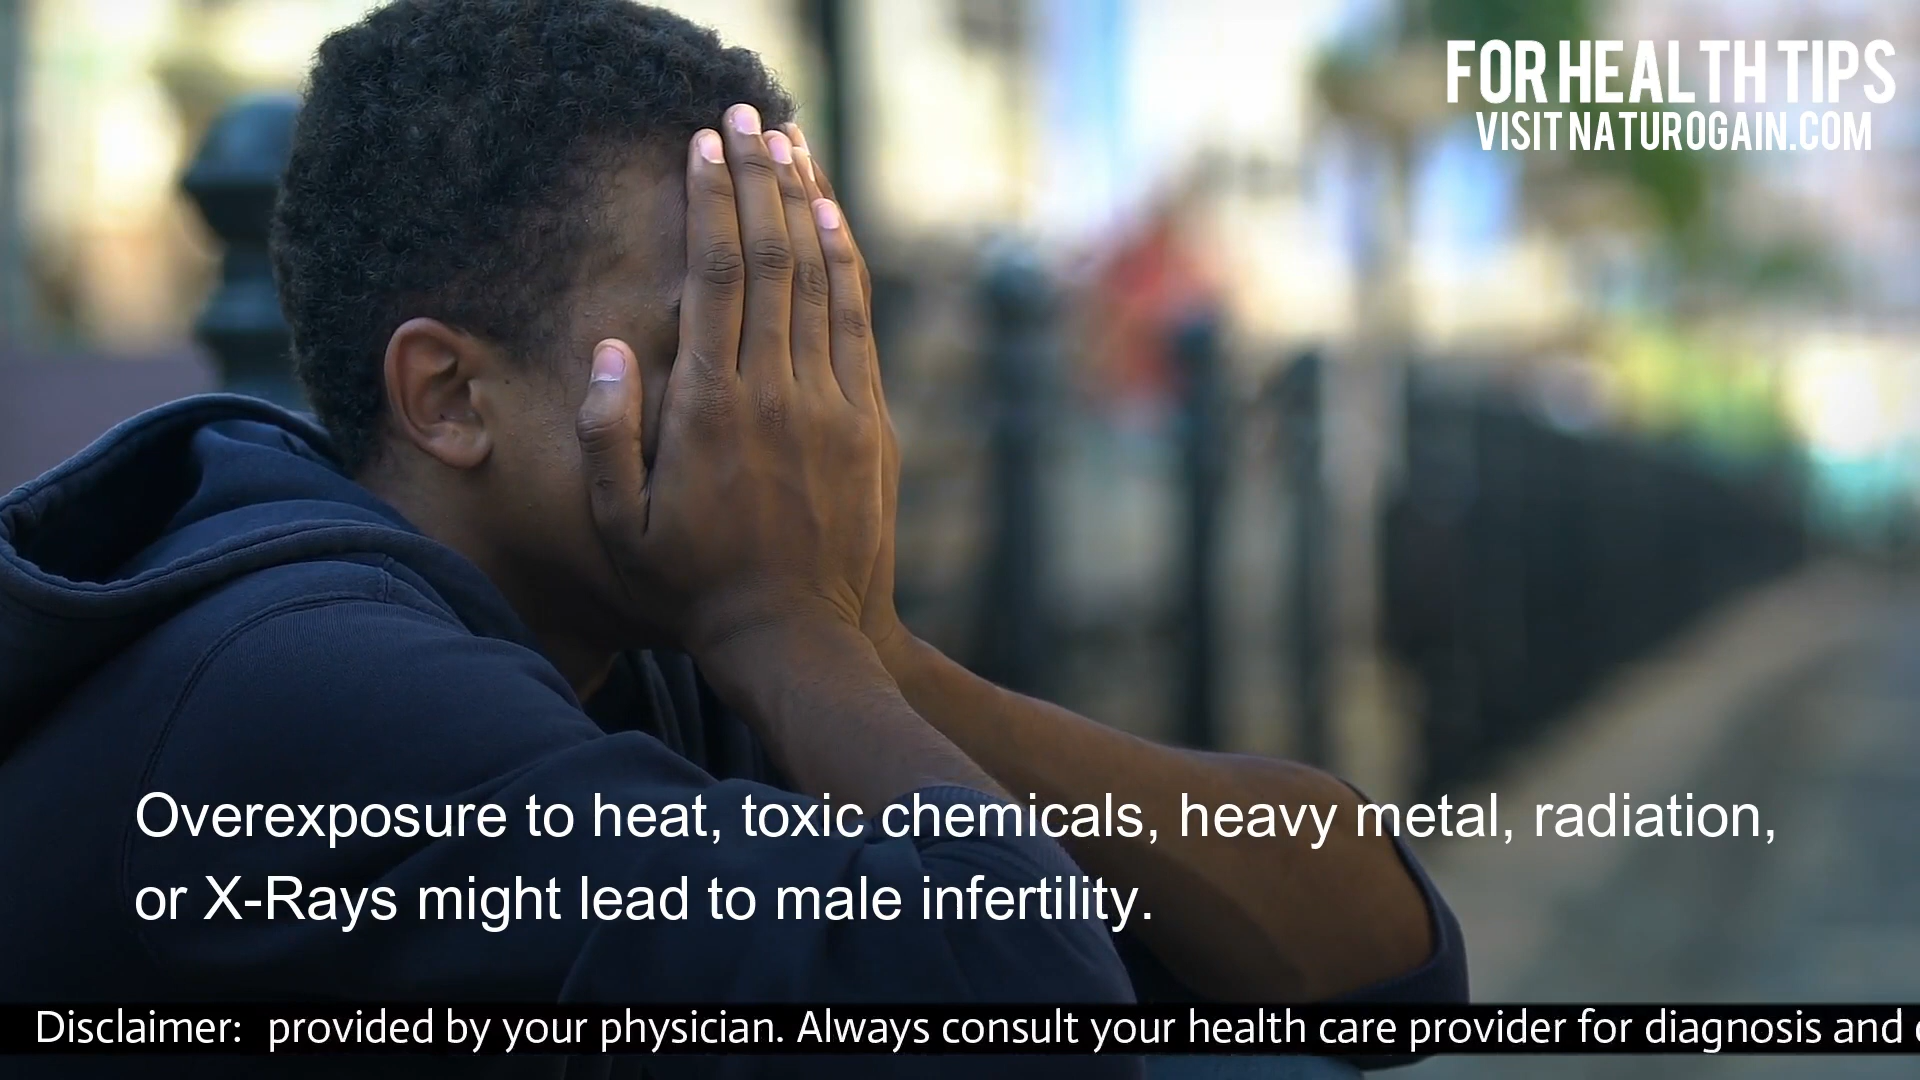 FOR HEALTH TIPS
VISIT NATUROGAIN.COM
Overexposure to heat, toxic chemicals, heavy metal, radiation,
or X-Rays might lead to male infertility.
Disclaimer: provided by your physician. Always consult your health care provider for diagnosis and